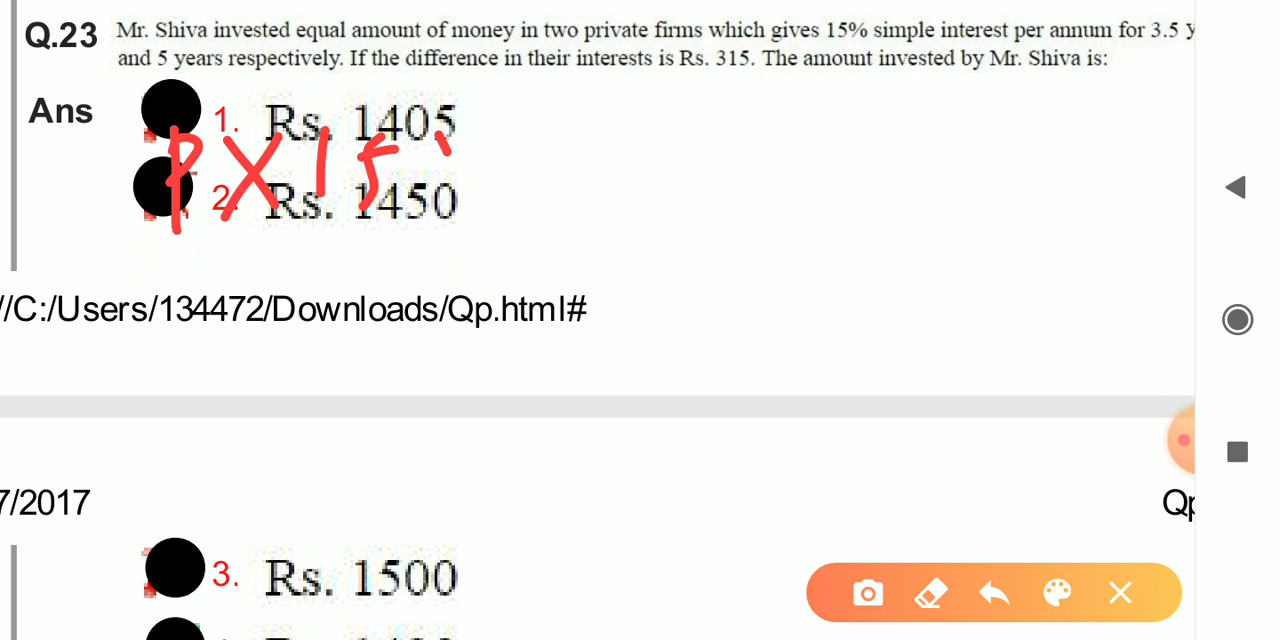 Q.23 Mr. Shiva invested equal amount of money in two private firms which gives 15% simple interest per annum for 3.5 y
and 5 years respectively. If the difference in their interests is Rs. 315. The amount invested by Mr. Shiva is:
Ans 1. Rs. 1405
P X 15
2. Rs. 1450
//C:/Users/134472/Downloads/Qp.html#
7/2017 Qp
3. Rs. 1500